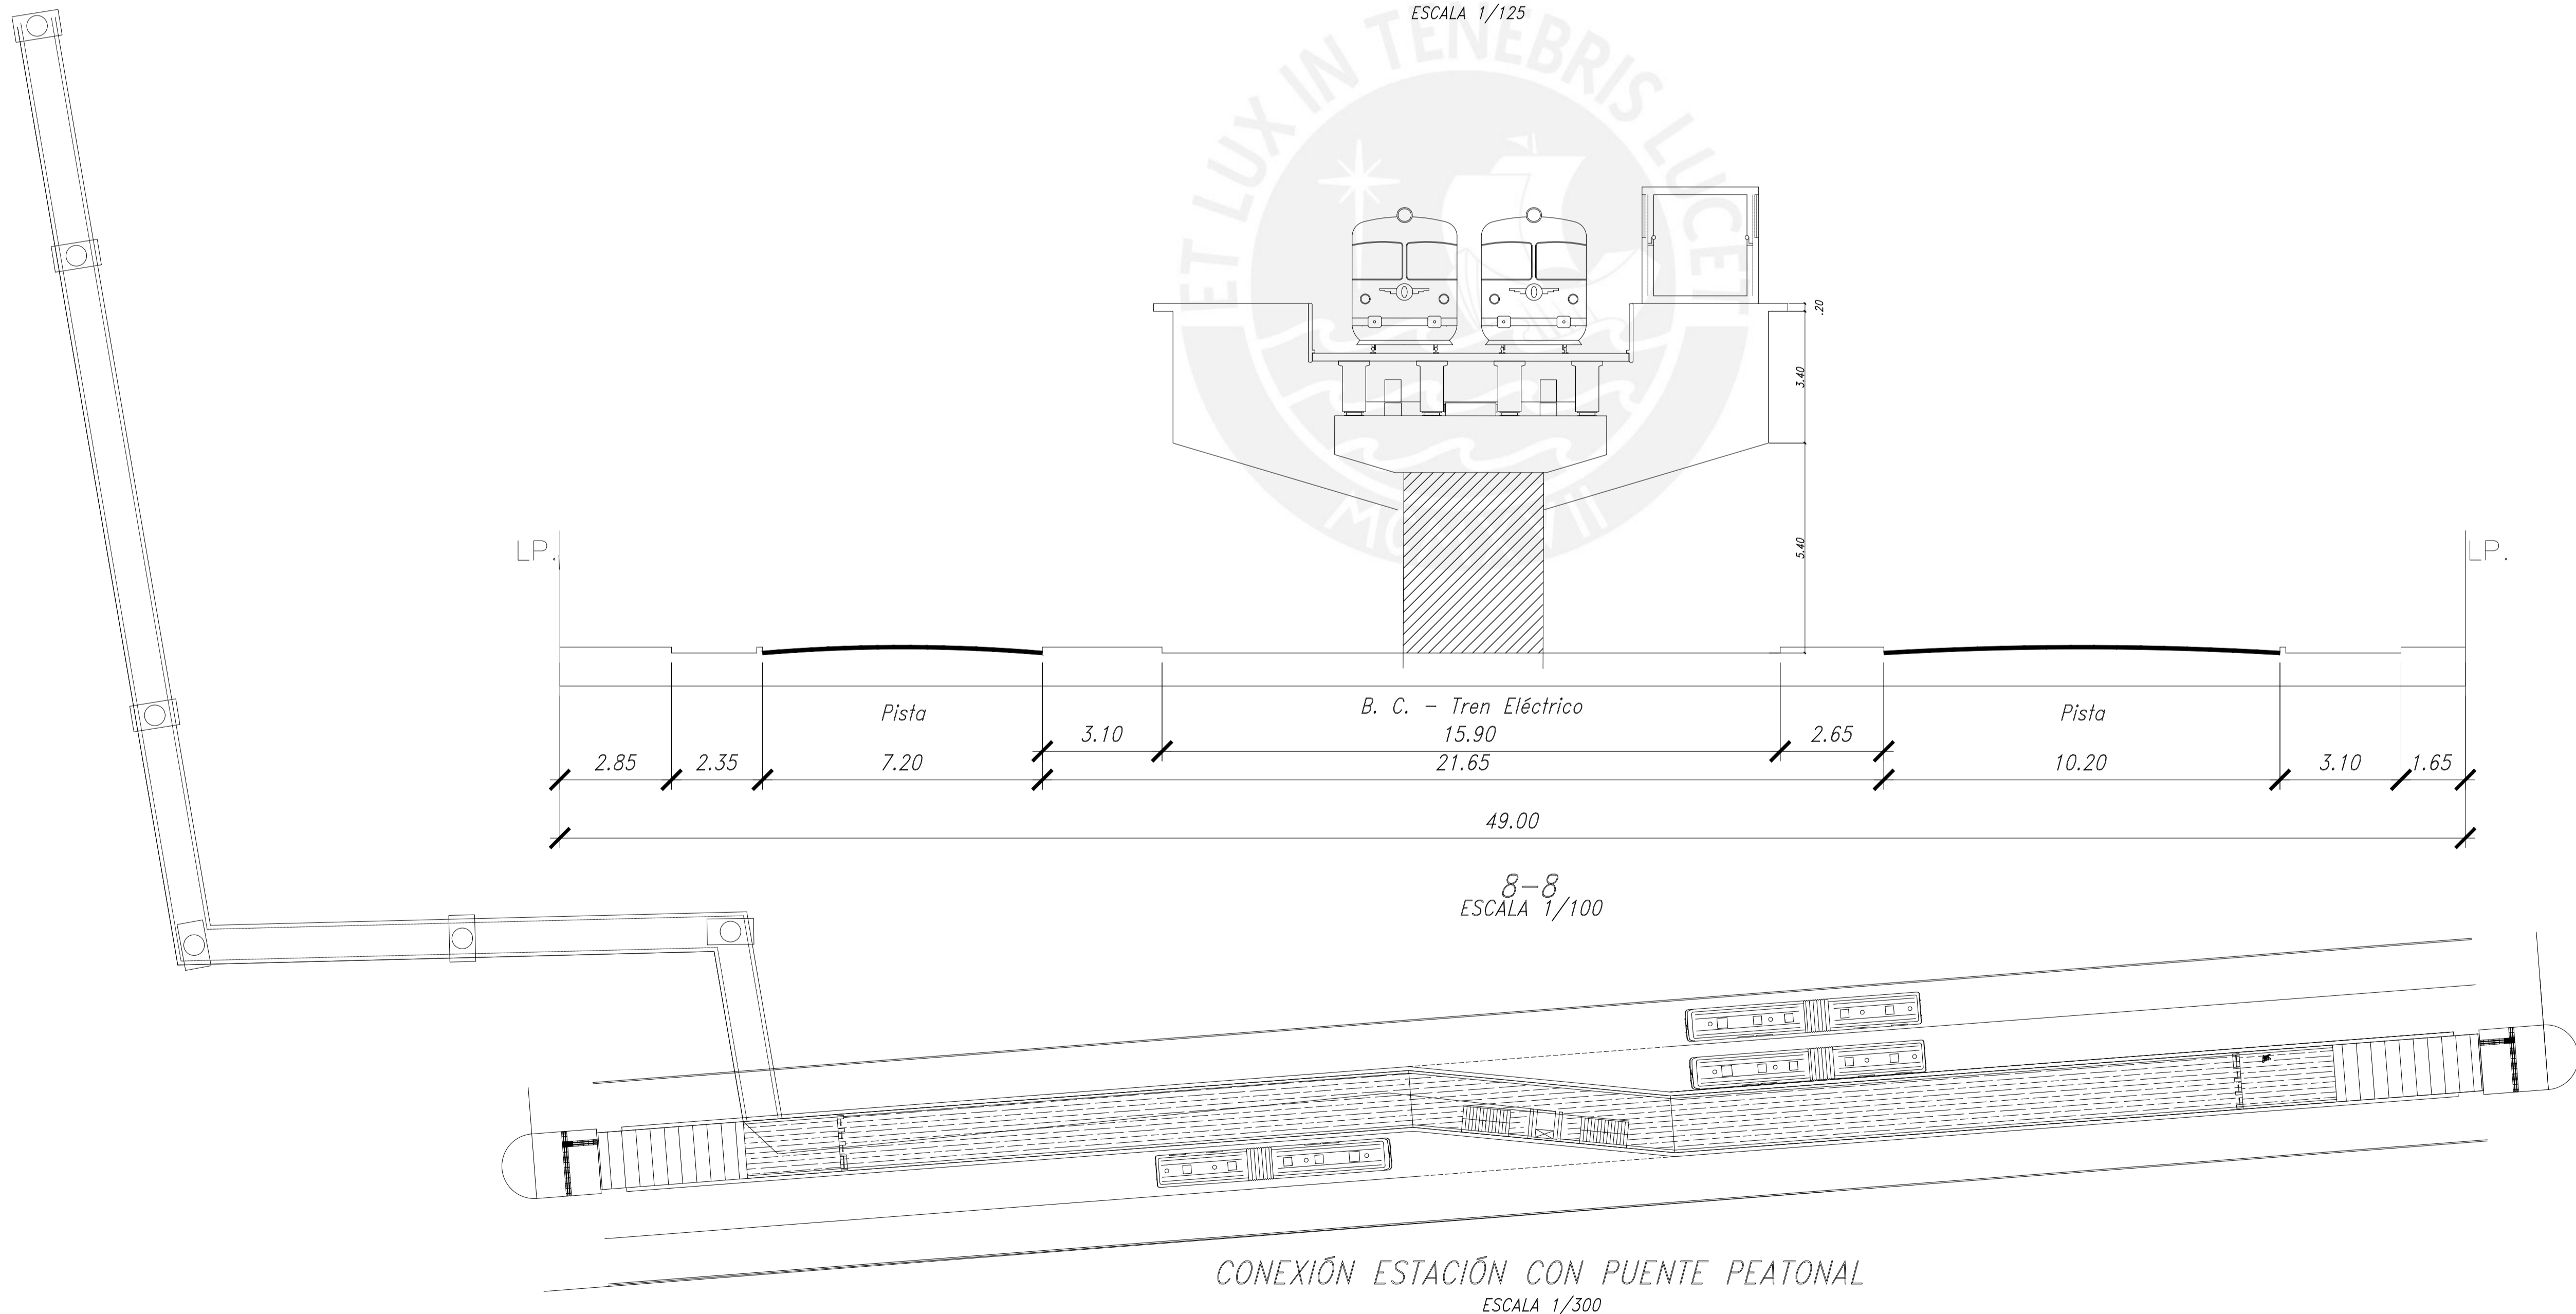 ESCALA 1/125
ET LUX IN TENEBRIS LUCET
.20
3.40
5.40
LP.
LP.
Pista
B. C. - Tren Eléctrico
Pista
3.10
15.90
2.65
2.85
2.35
7.20
21.65
10.20
3.10
1.65
49.00
8-8
ESCALA 1/100
CONEXIÓN ESTACIÓN CON PUENTE PEATONAL
ESCALA 1/300